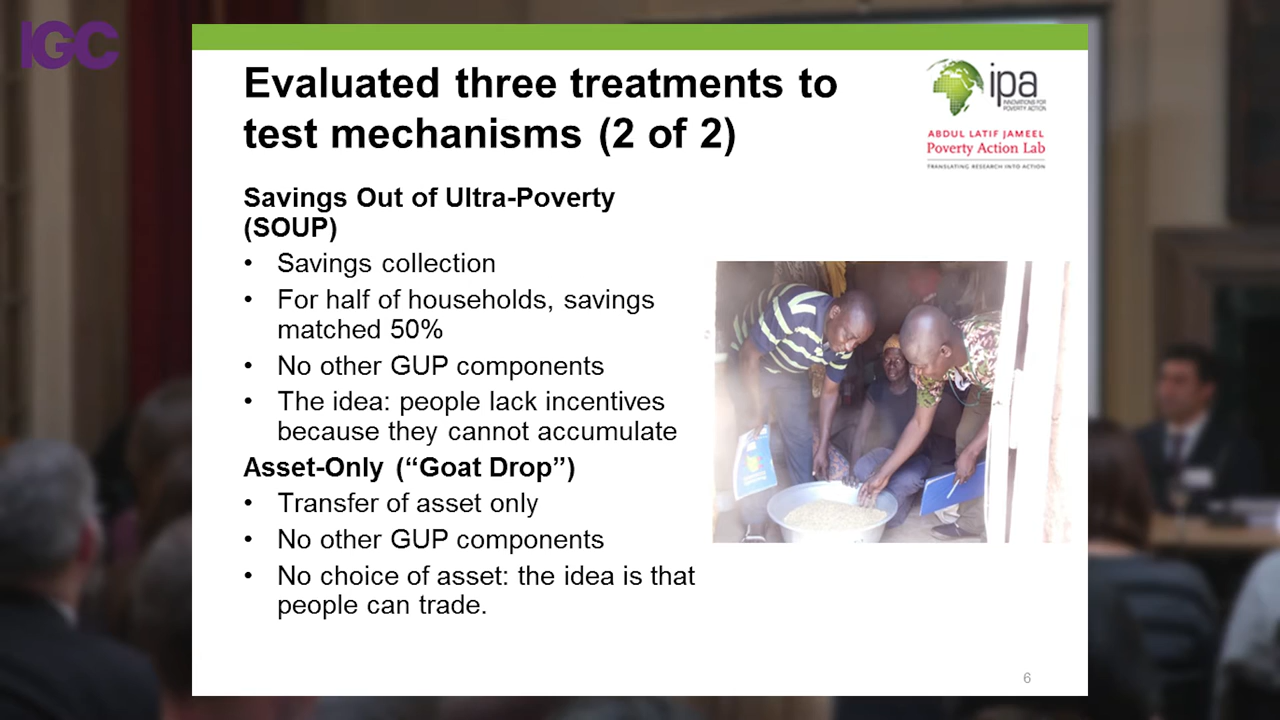 IGC
Evaluated three treatments to
test mechanisms (2 of 2)
ipa
INNOVATIONS FOR
POVERTY ACTION
ABDUL LATIF JAMEEL
Poverty Action Lab
TRANSLATING RESEARCH INTO ACTION
Savings Out of Ultra-Poverty
(SOUP)
• Savings collection
• For half of households, savings
matched 50%
• No other GUP components
• The idea: people lack incentives
because they cannot accumulate
Asset-Only (“Goat Drop”)
• Transfer of asset only
• No other GUP components
• No choice of asset: the idea is that
people can trade.
6